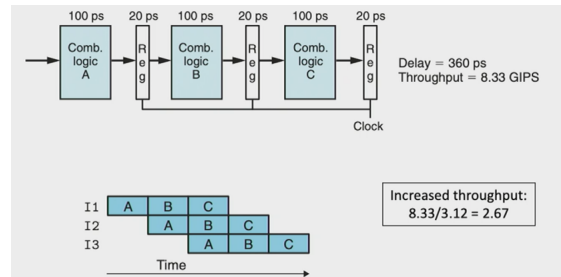 100 ps 20 ps 100 ps 20 ps 100 ps 20 ps
Comb. logic A
Reg
Comb. logic B
Reg
Comb. logic C
Reg
Delay = 360 ps
Throughput = 8.33 GIPS
Clock
Increased throughput:
8.33/3.12 = 2.67
I1 A B C
I2 A B C
I3 A B C
Time